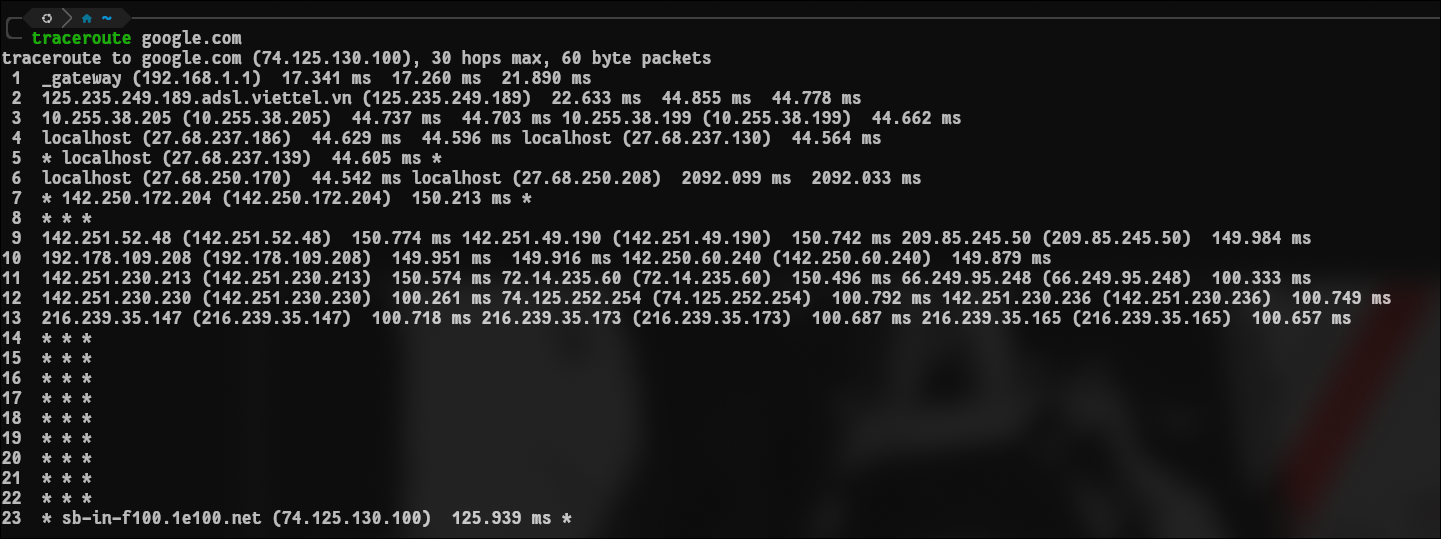 ~
traceroute google.com
traceroute to google.com (74.125.130.100), 30 hops max, 60 byte packets
 1  _gateway (192.168.1.1)  17.341 ms  17.260 ms  21.890 ms
 2  125.235.249.189.adsl.viettel.vn (125.235.249.189)  22.633 ms  44.855 ms  44.778 ms
 3  10.255.38.205 (10.255.38.205)  44.737 ms  44.703 ms 10.255.38.199 (10.255.38.199)  44.662 ms
 4  localhost (27.68.237.186)  44.629 ms  44.596 ms localhost (27.68.237.130)  44.564 ms
 5  * localhost (27.68.237.139)  44.605 ms *
 6  localhost (27.68.250.170)  44.542 ms localhost (27.68.250.208)  2092.099 ms  2092.033 ms
 7  * 142.250.172.204 (142.250.172.204)  150.213 ms *
 8  * * *
 9  142.251.52.48 (142.251.52.48)  150.774 ms 142.251.49.190 (142.251.49.190)  150.742 ms 209.85.245.50 (209.85.245.50)  149.984 ms
10  192.178.109.208 (192.178.109.208)  149.951 ms  149.916 ms 142.250.60.240 (142.250.60.240)  149.879 ms
11  142.251.230.213 (142.251.230.213)  150.574 ms 72.14.235.60 (72.14.235.60)  150.496 ms 66.249.95.248 (66.249.95.248)  100.333 ms
12  142.251.230.230 (142.251.230.230)  100.261 ms 74.125.252.254 (74.125.252.254)  100.792 ms 142.251.230.236 (142.251.230.236)  100.749 ms
13  216.239.35.147 (216.239.35.147)  100.718 ms 216.239.35.173 (216.239.35.173)  100.687 ms 216.239.35.165 (216.239.35.165)  100.657 ms
14  * * *
15  * * *
16  * * *
17  * * *
18  * * *
19  * * *
20  * * *
21  * * *
22  * * *
23  * sb-in-f100.1e100.net (74.125.130.100)  125.939 ms *